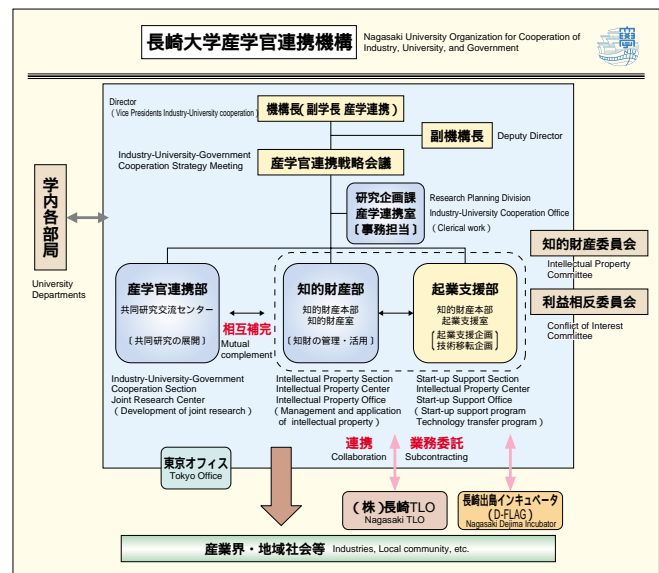 長崎大学産学官連携機構
Nagasaki University Organization for Cooperation of
Industry, University, and Government
Director
( Vice Presidents Industry-University cooperation )
機構長(副学長 産学連携)
副機構長
Deputy Director
Industry-University-Government
Cooperation Strategy Meeting
産学官連携戦略会議
学内各部局
University
Departments
研究企画課
産学連携室
〔事務担当〕
Research Planning Division
Industry-University Cooperation Office
( Clerical work )
知的財産委員会
Intellectual Property
Committee
利益相反委員会
Conflict of Interest
Committee
産学官連携部
共同研究交流センター
〔共同研究の展開〕
相互補完
Mutual
complement
知的財産部
知的財産本部
知的財産室
〔知財の管理・活用〕
起業支援部
知的財産本部
起業支援室
〔起業支援企画
技術移転企画〕
Industry-University-Government
Cooperation Section
Joint Research Center
( Development of joint research )
Intellectual Property Section
Intellectual Property Center
Intellectual Property Office
( Management and application
of intellectual property )
Start-up Support Section
Intellectual Property Center
Start-up Support Office
( Start-up support program
Technology transfer program )
連携
Collaboration
業務委託
Subcontracting
東京オフィス
Tokyo Office
(株)長崎TLO
Nagasaki TLO
長崎出島インキュベータ
(D-FLAG)
Nagasaki Dejima Incubator
産業界・地域社会等 Industries, Local community, etc.